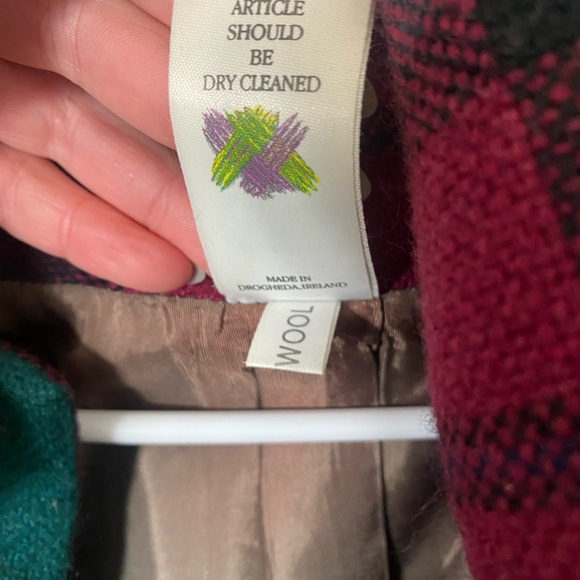 ARTICLE
SHOULD
BE
DRY CLEANED
MADE IN
DROGHEDA, IRELAND
WOOL